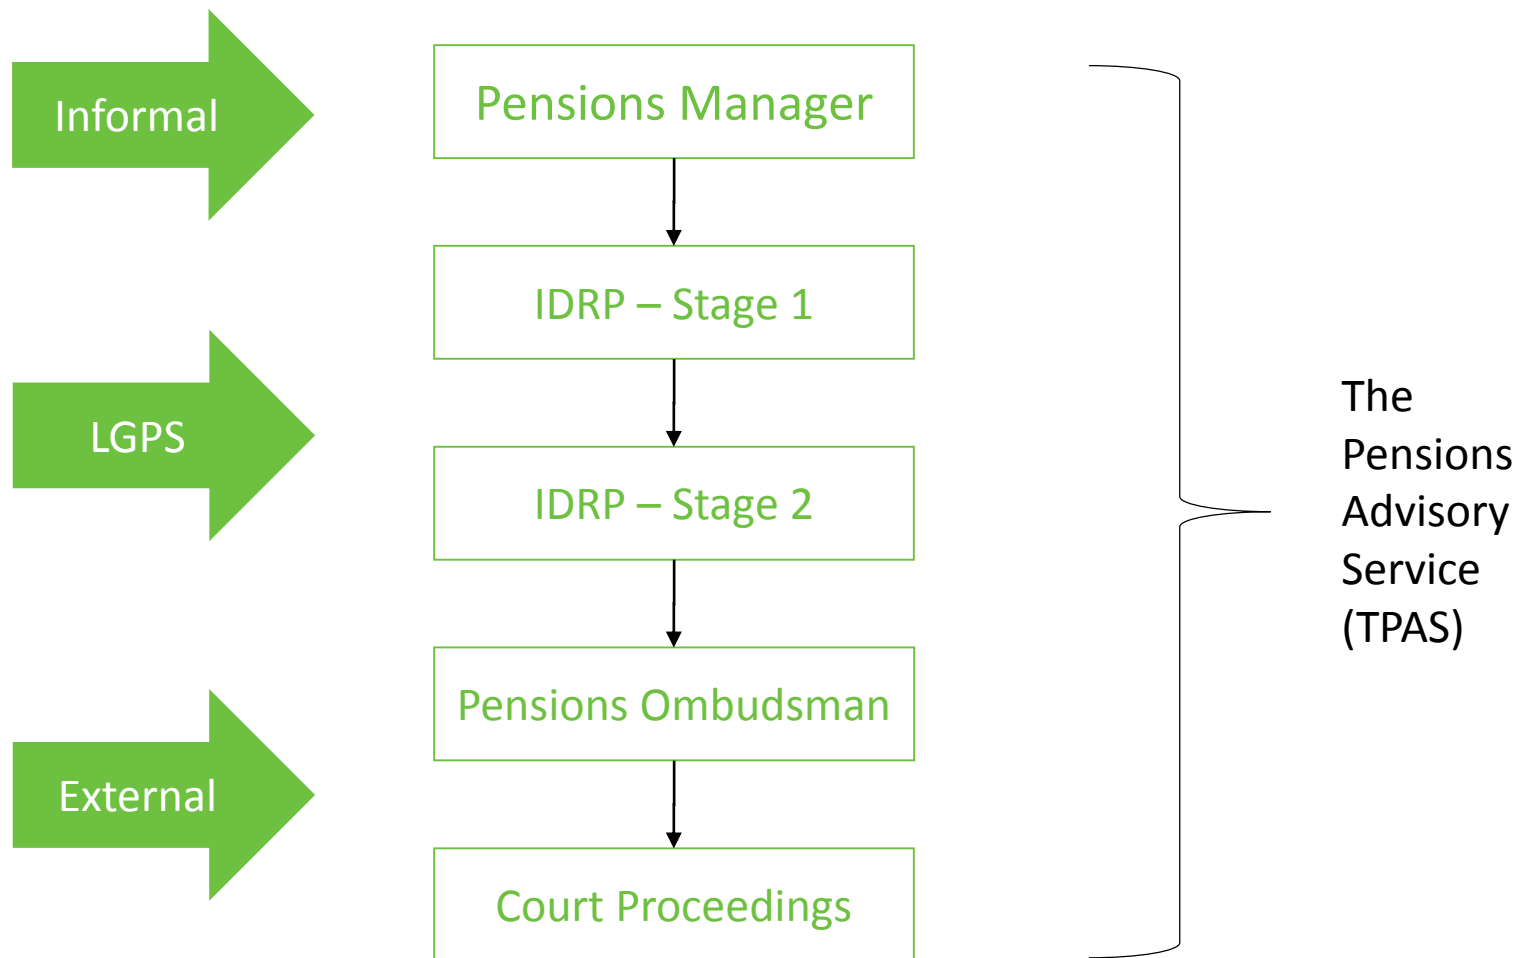 Informal
Pensions Manager
IDRP – Stage 1
LGPS
IDRP – Stage 2
Pensions Ombudsman
External
Court Proceedings
The
Pensions
Advisory
Service
(TPAS)